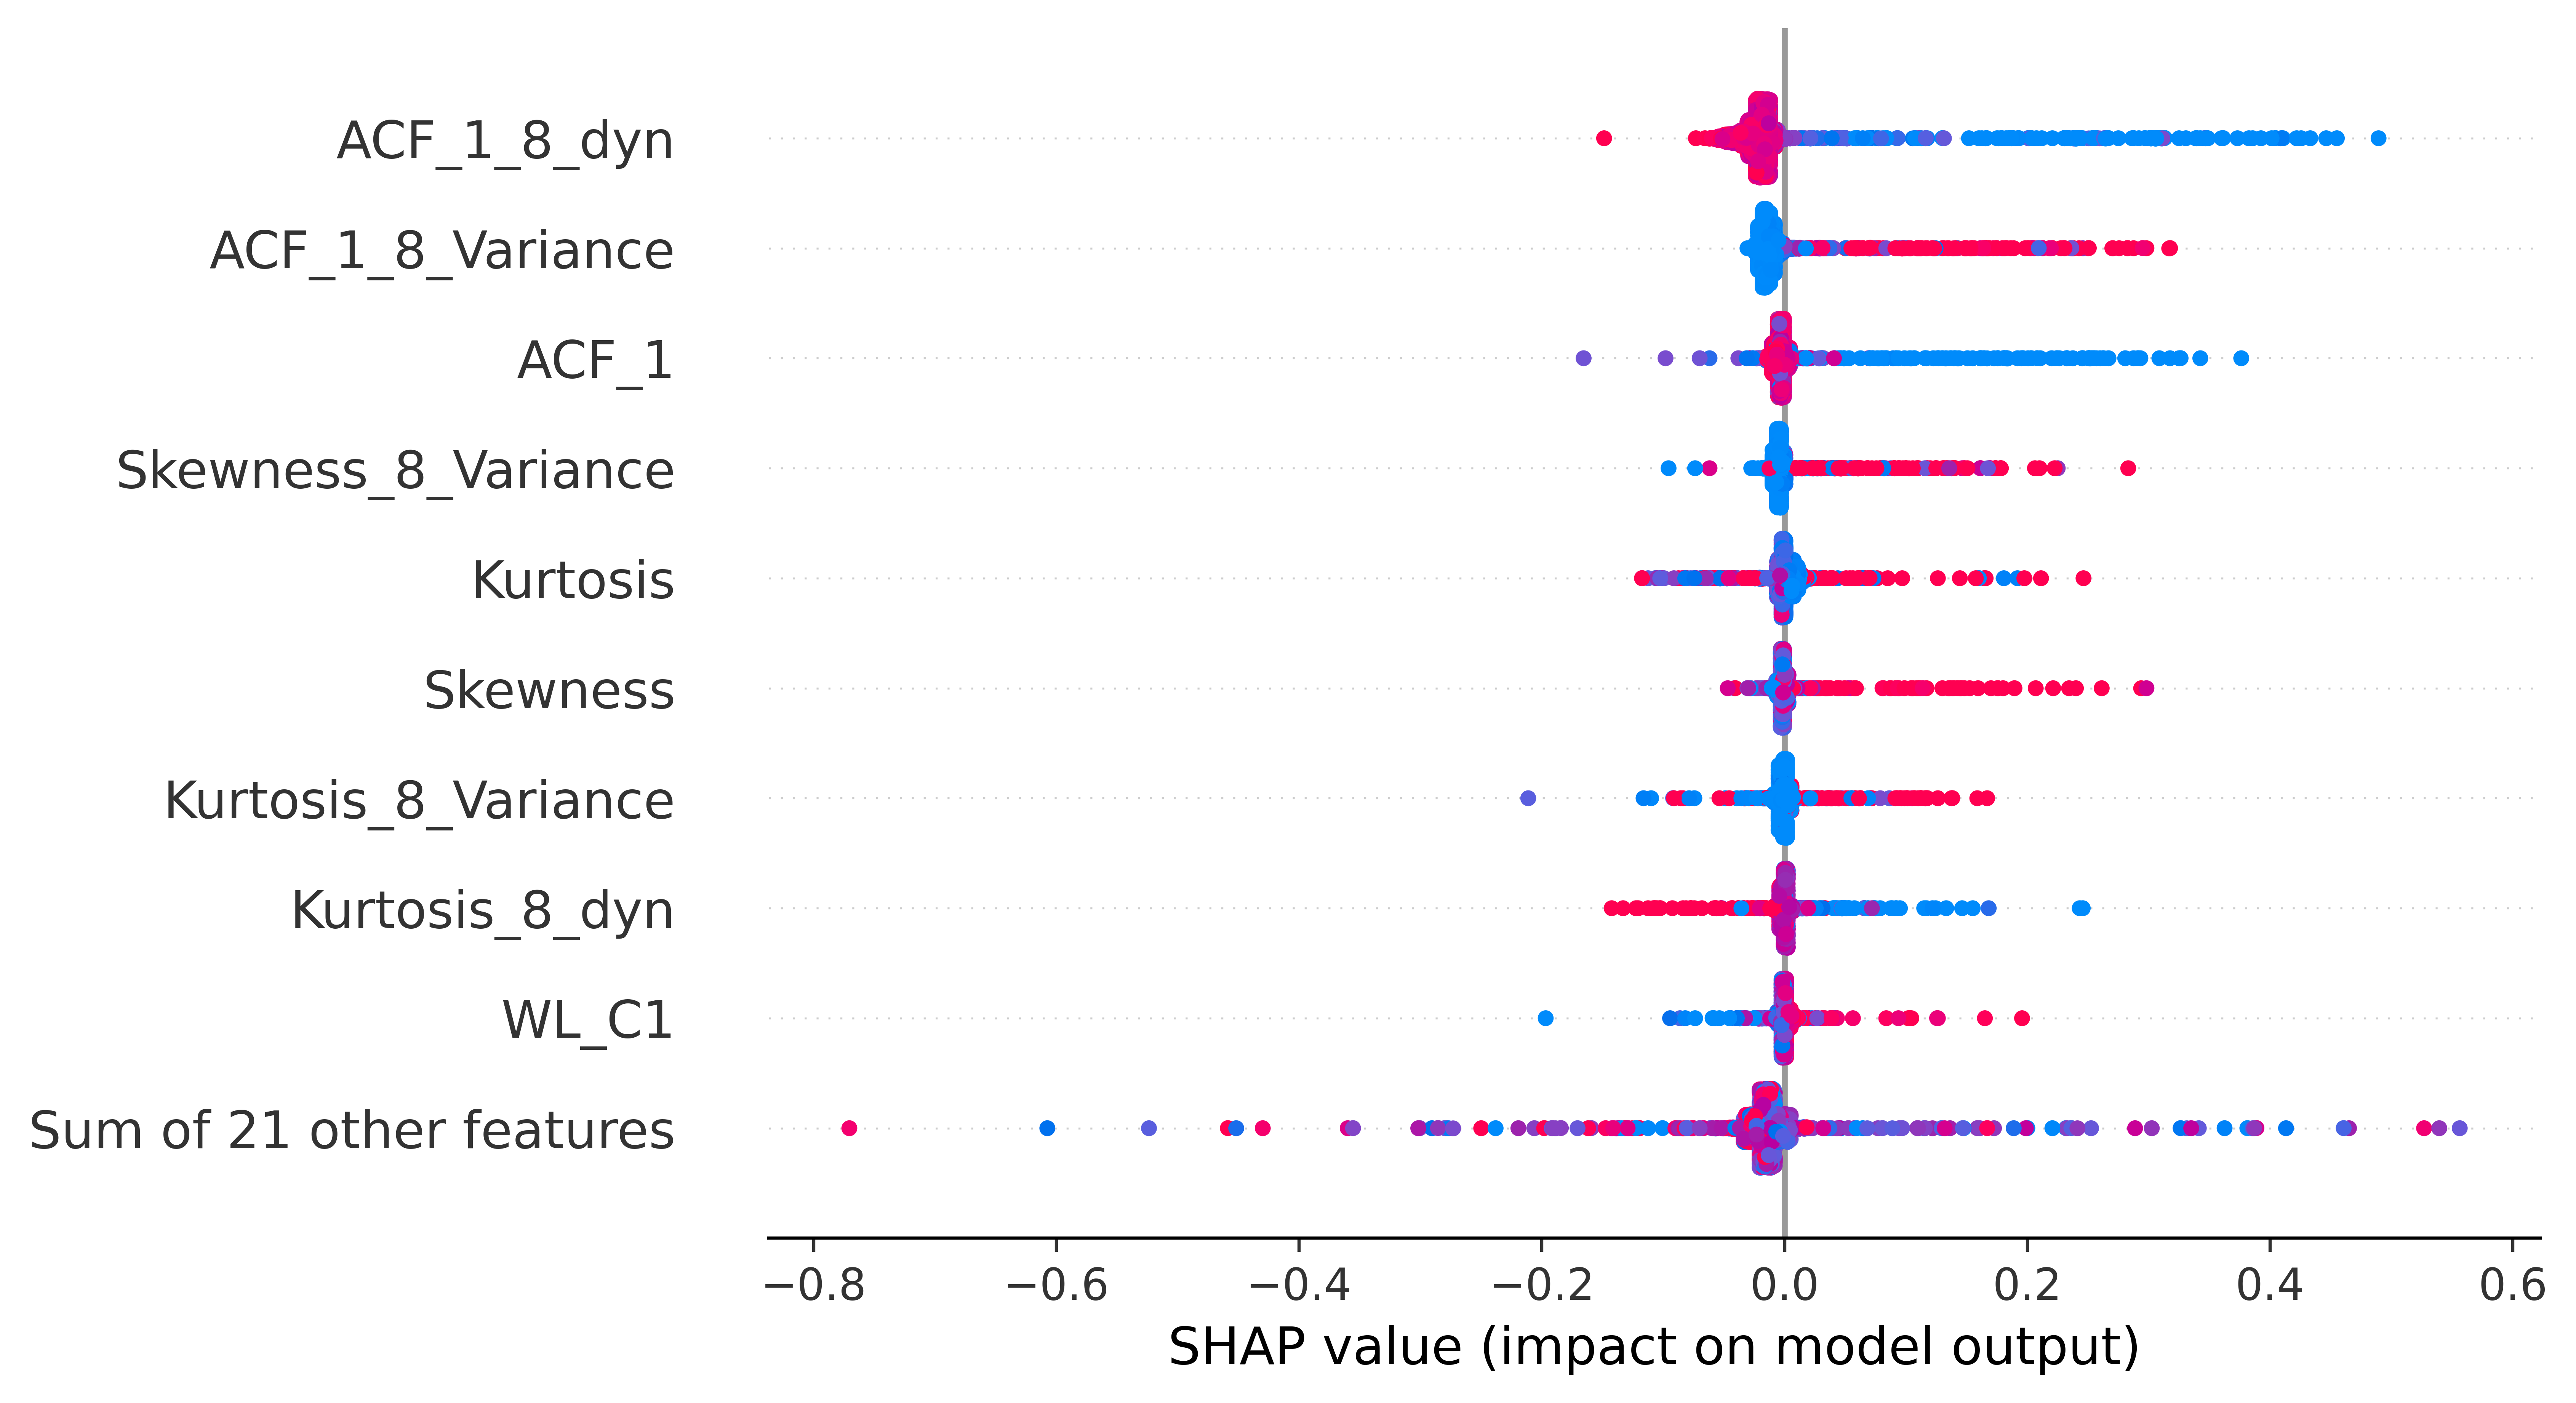 ACF_1_8_dyn
ACF_1_8_Variance
ACF_1
Skewness_8_Variance
Kurtosis
Skewness
Kurtosis_8_Variance
Kurtosis_8_dyn
WL_C1
Sum of 21 other features
−0.8 −0.6 −0.4 −0.2 0.0 0.2 0.4 0.6
SHAP value (impact on model output)